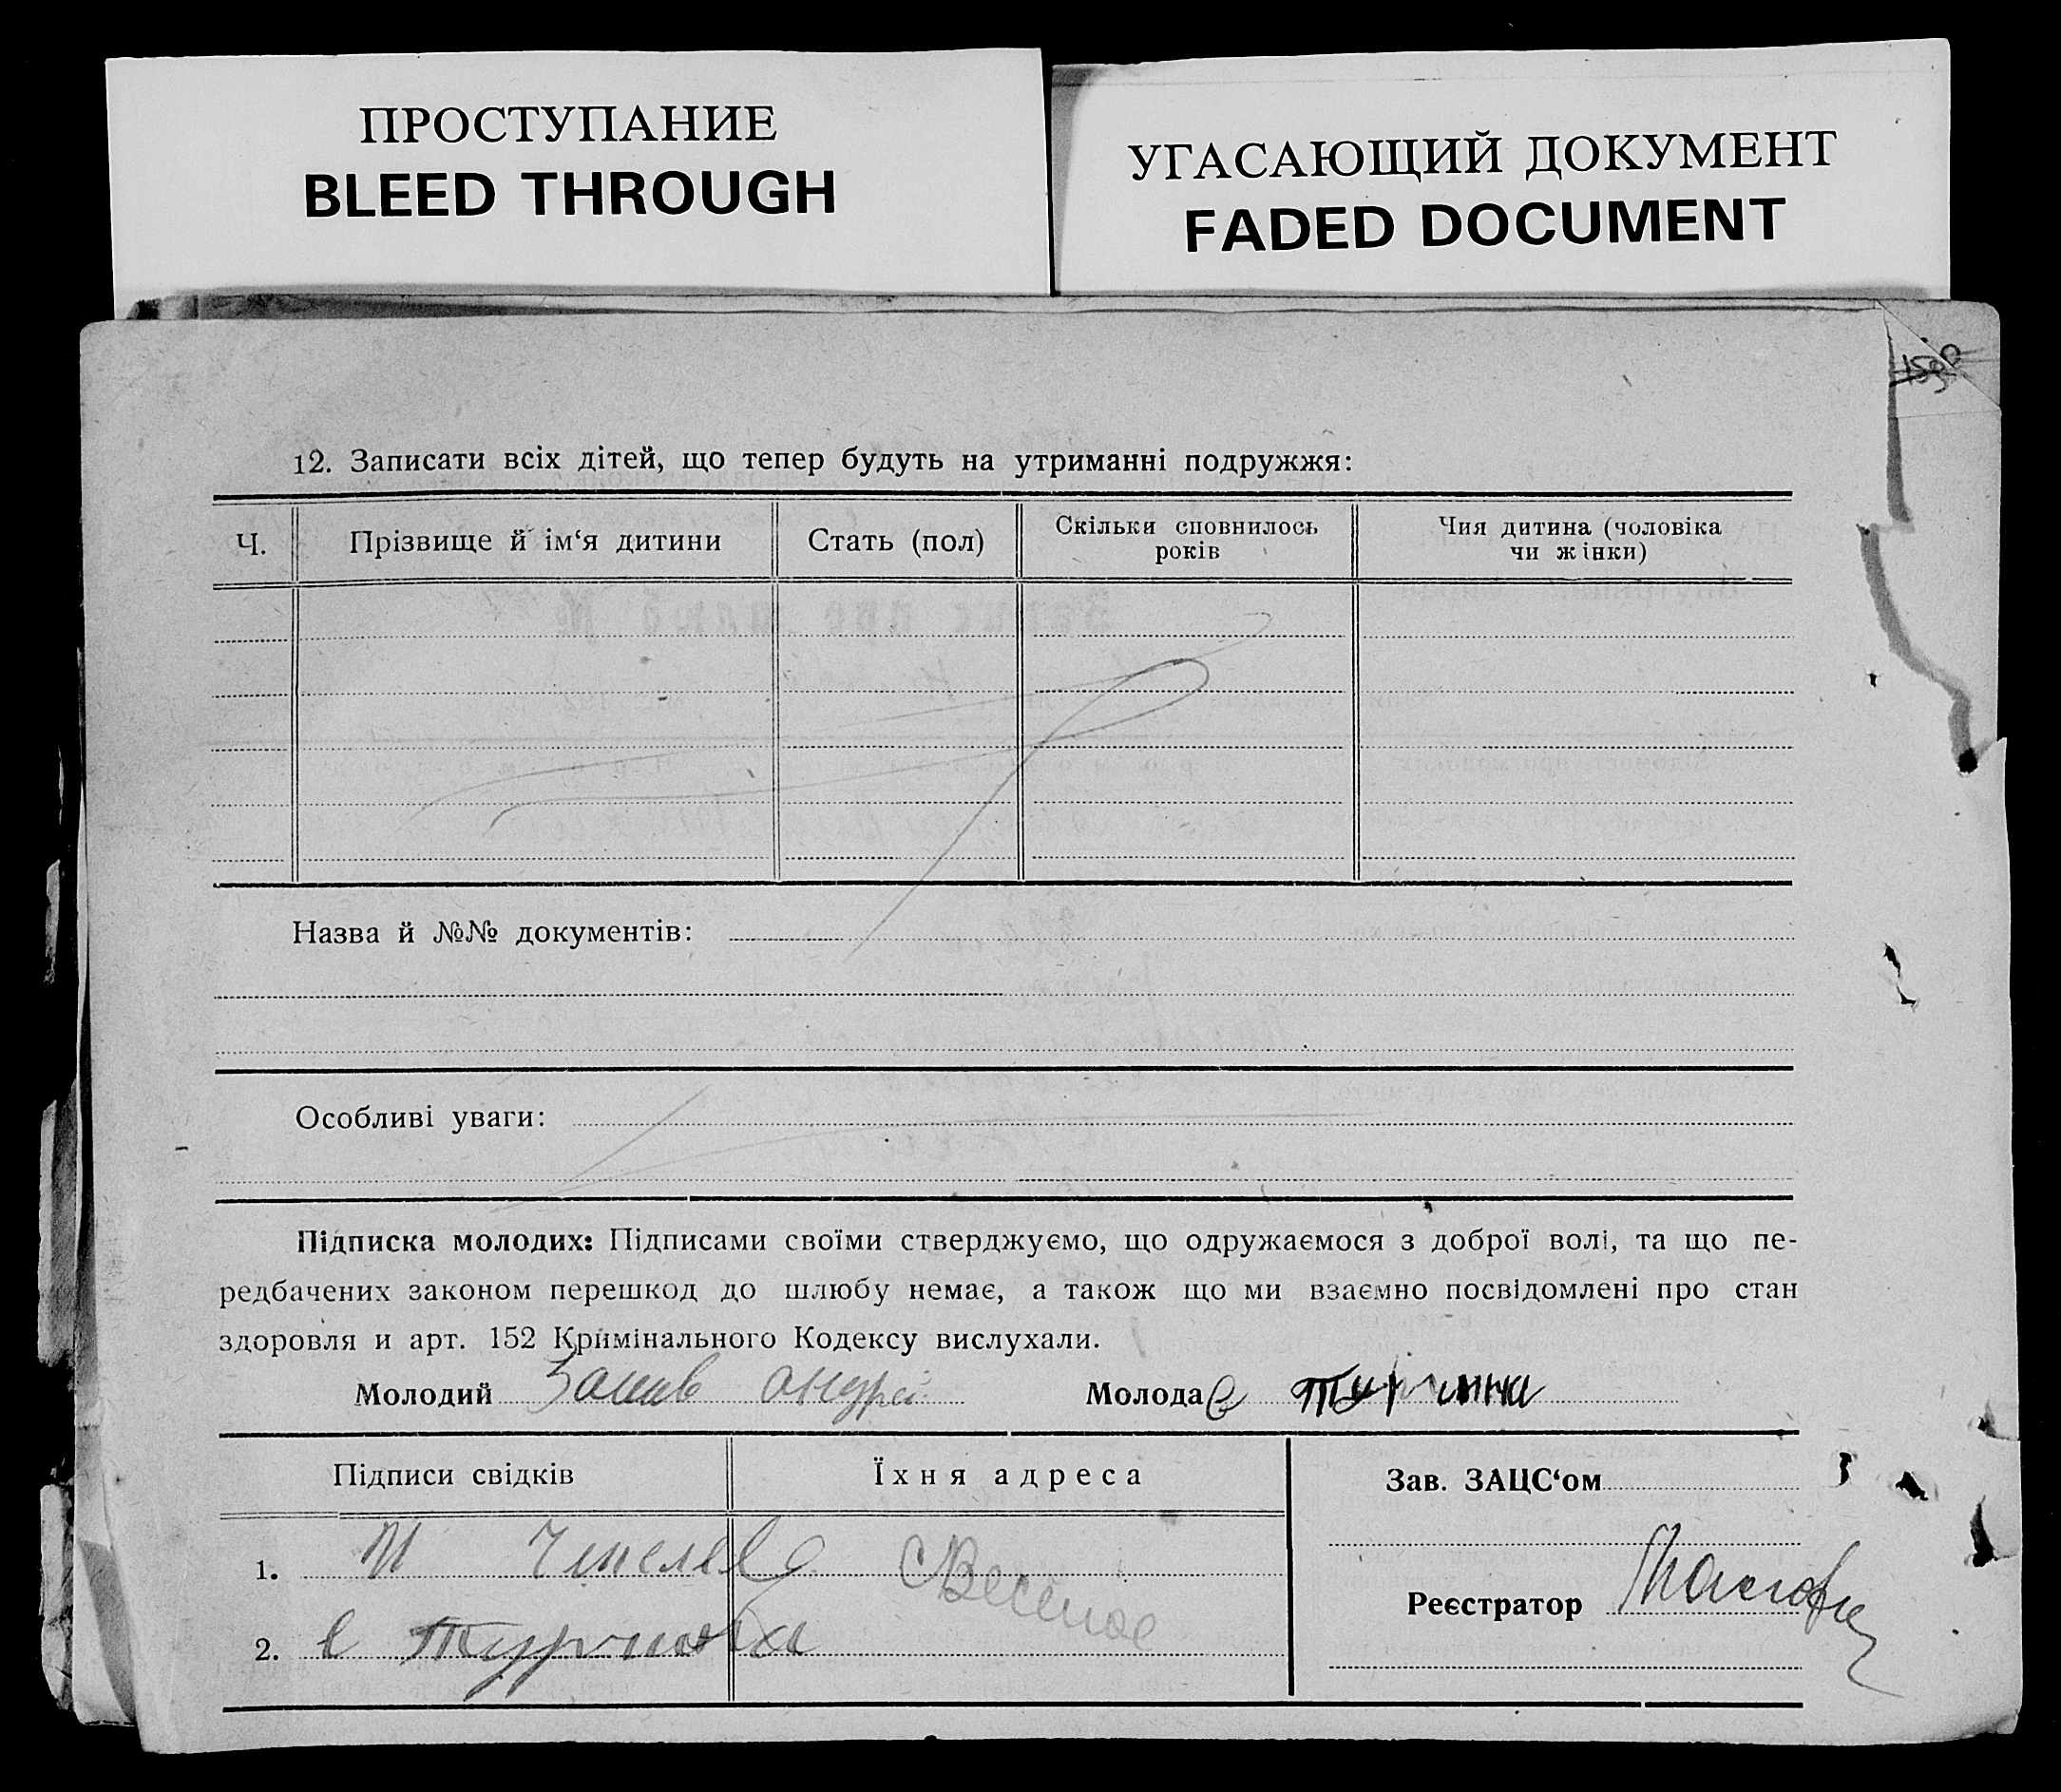 ПРОСТУПАНИЕ
BLEED THROUGH
УГАСАЮЩИЙ ДОКУМЕНТ
FADED DOCUMENT
12. Записати всіх дітей, що тепер будуть на утриманні подружжя:
Ч. Прізвище й ім‘я дитини Стать (пол) Скільки сповнилось років Чия дитина (чоловіка чи жінки)
Назва й №№ документів:
Особливі уваги:
Підписка молодих: Підписами своїми стверджуємо, що одружаємося з доброї волі, та що пе-
редбачених законом перешкод до шлюбу немає, а також що ми взаємно посвідомлені про стан
здоровля и арт. 152 Кримінального Кодексу вислухали.
Молодий Молода
Підписи свідків Їхня адреса Зав. ЗАЦС‘ом
1. И
Реєстратор
2.